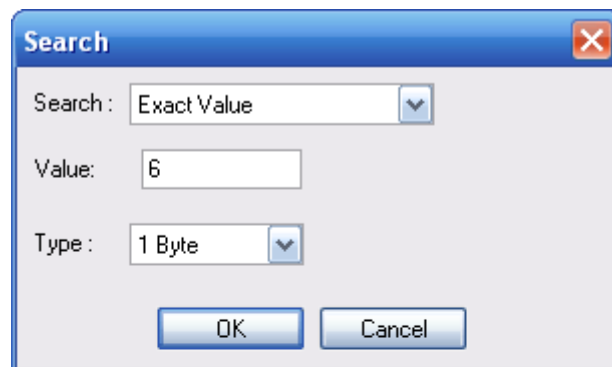 Search
Search : Exact Value
Value: 6
Type : 1 Byte
OK Cancel